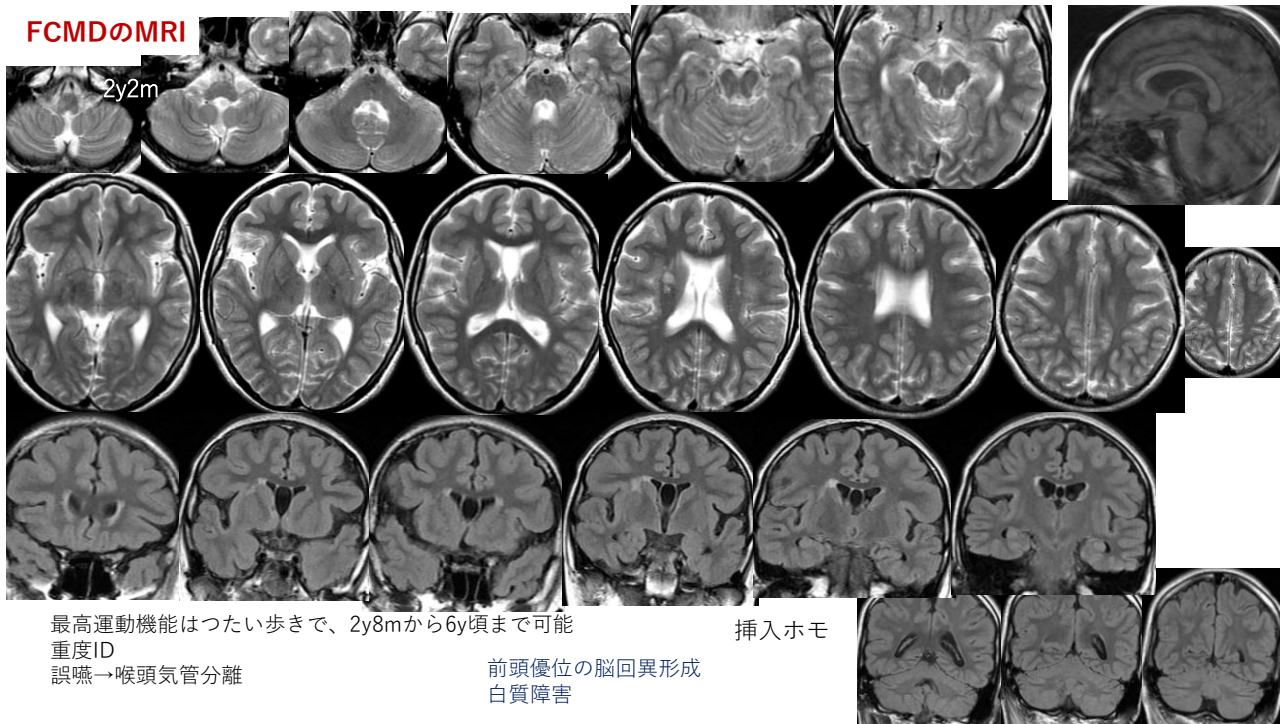 FCMDのMRI
2y2m
最高運動機能はつたい歩きで、2y8mから6y頃まで可能
重度ID
誤嚥→喉頭気管分離
挿入ホモ
前頭優位の脳回異形成
白質障害